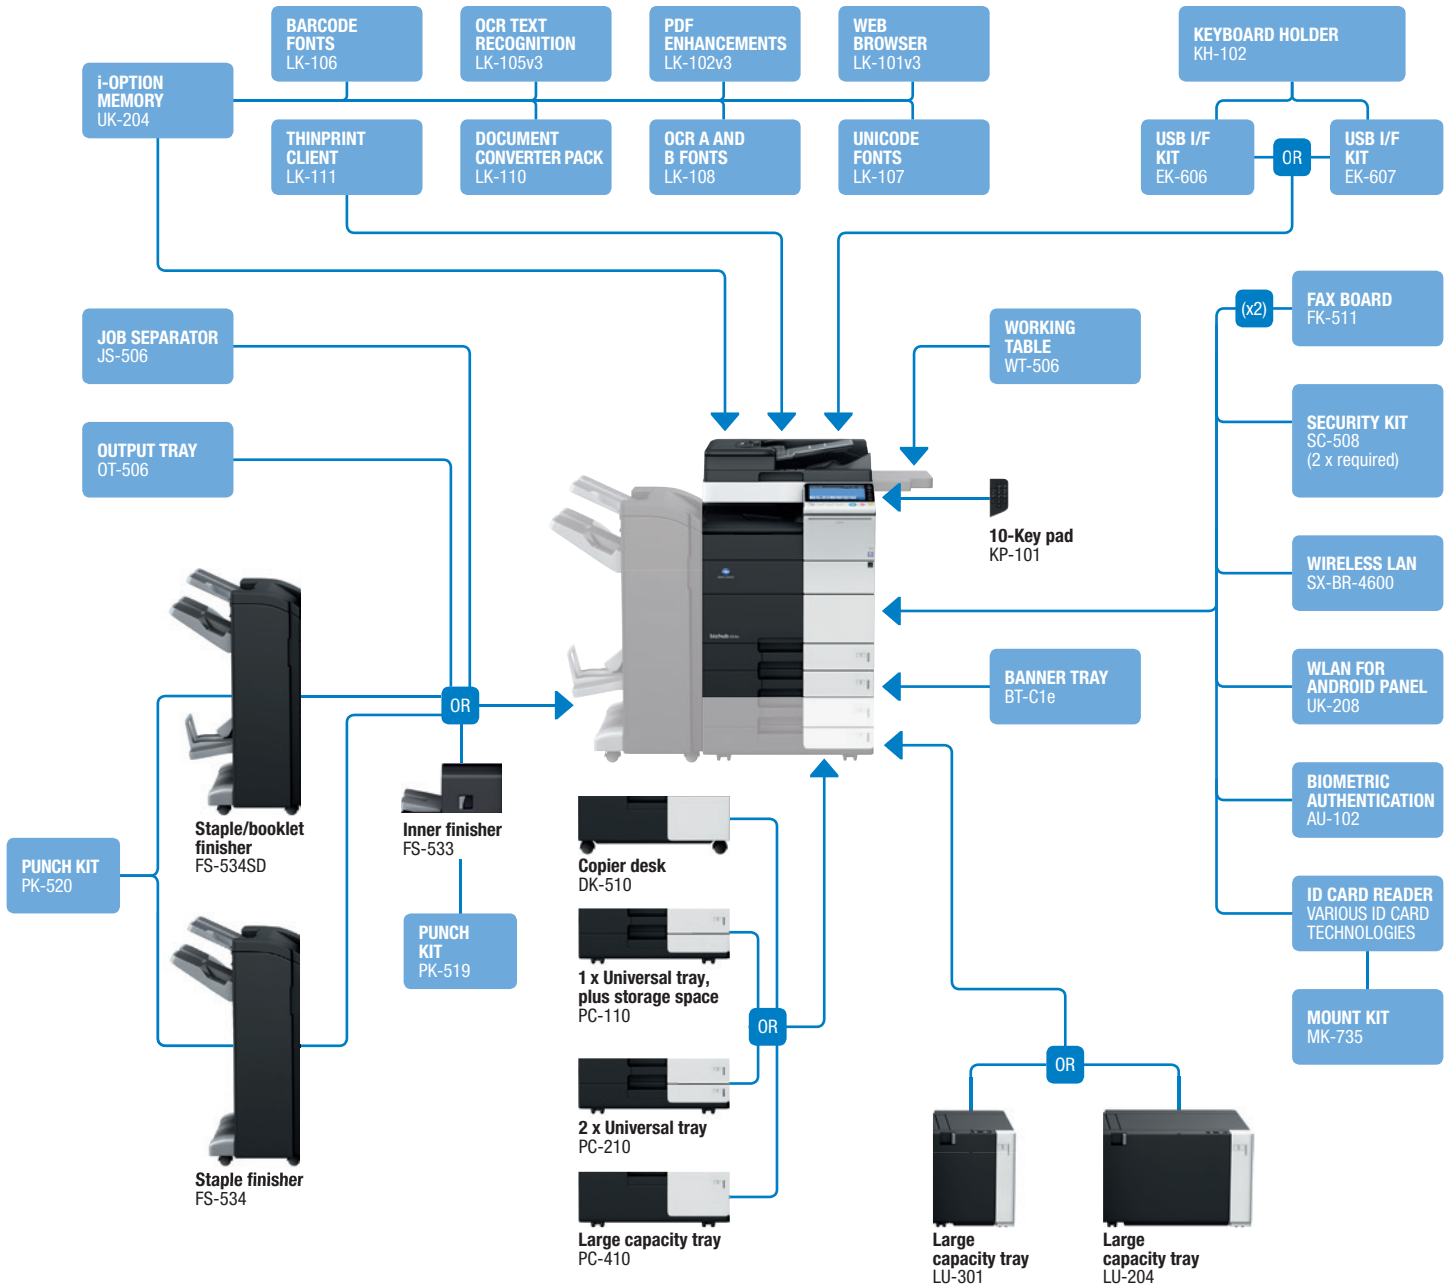 BARCODE
FONTS
LK-106
OCR TEXT
RECOGNITION
LK-105v3
PDF
ENHANCEMENTS
LK-102v3
WEB
BROWSER
LK-101v3
KEYBOARD HOLDER
KH-102
i-OPTION
MEMORY
UK-204
THINPRINT
CLIENT
LK-111
DOCUMENT
CONVERTER PACK
LK-110
OCR A AND
B FONTS
LK-108
UNICODE
FONTS
LK-107
USB I/F
KIT
EK-606
OR
USB I/F
KIT
EK-607
JOB SEPARATOR
JS-506
WORKING
TABLE
WT-506
(x2)
FAX BOARD
FK-511
OUTPUT TRAY
OT-506
SECURITY KIT
SC-508
(2 x required)
10-Key pad
KP-101
WIRELESS LAN
SX-BR-4600
bizhub
BANNER TRAY
BT-C1e
WLAN FOR
ANDROID PANEL
UK-208
OR
Staple/booklet
finisher
FS-534SD
Inner finisher
FS-533
BIOMETRIC
AUTHENTICATION
AU-102
PUNCH KIT
PK-520
Copier desk
DK-510
PUNCH
KIT
PK-519
ID CARD READER
VARIOUS ID CARD
TECHNOLOGIES
1 x Universal tray,
plus storage space
PC-110
OR
MOUNT KIT
MK-735
OR
2 x Universal tray
PC-210
Staple finisher
FS-534
Large capacity tray
PC-410
Large
capacity tray
LU-301
Large
capacity tray
LU-204